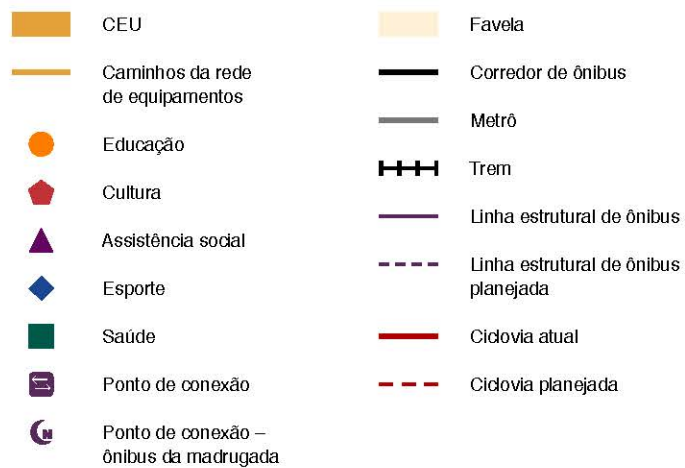 CEU
Caminhos da rede
de equipamentos
Educação
Cultura
Assistência social
Esporte
Saúde
Ponto de conexão
N
Ponto de conexão –
ônibus da madrugada
Favela
Corredor de ônibus
Metrô
Trem
Linha estrutural de ônibus
Linha estrutural de ônibus
planejada
Ciclovia atual
Ciclovia planejada